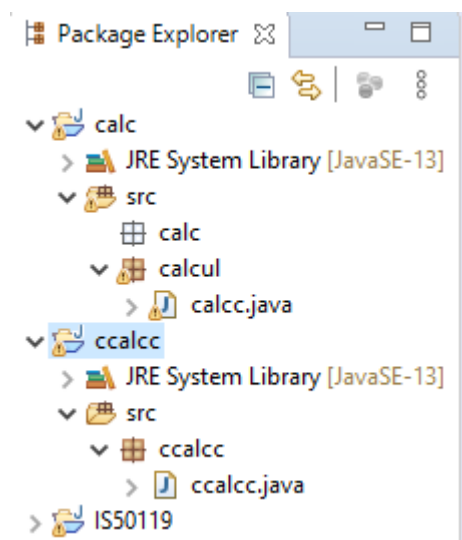 Package Explorer
calc
JRE System Library [JavaSE-13]
src
calc
calcul
calcc.java
ccalcc
JRE System Library [JavaSE-13]
src
ccalcc
ccalcc.java
IS50119